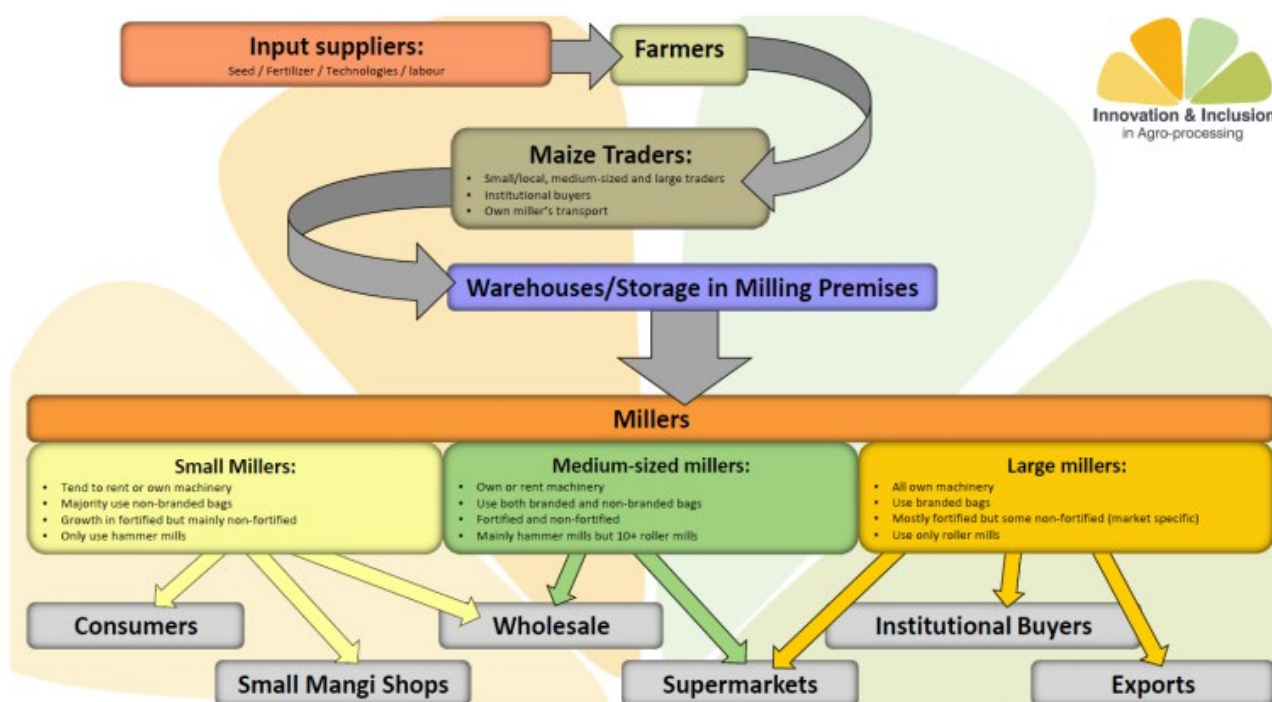 Input suppliers:
Seed / Fertilizer / Technologies / labour
Farmers
Innovation & Inclusion
in Agro-processing
Maize Traders:
• Small/local, medium-sized and large traders
• Institutional buyers
• Own miller's transport
Warehouses/Storage in Milling Premises
Millers
Small Millers:
• Tend to rent or own machinery
• Majority use non-branded bags
• Growth in fortified but mainly non-fortified
• Only use hammer mills
Medium-sized millers:
• Own or rent machinery
• Use both branded and non-branded bags
• Fortified and non-fortified
• Mainly hammer mills but 10+ roller mills
Large millers:
• All own machinery
• Use branded bags
• Mostly fortified but some non-fortified (market specific)
• Use only roller mills
Consumers
Wholesale
Institutional Buyers
Small Mangi Shops
Supermarkets
Exports